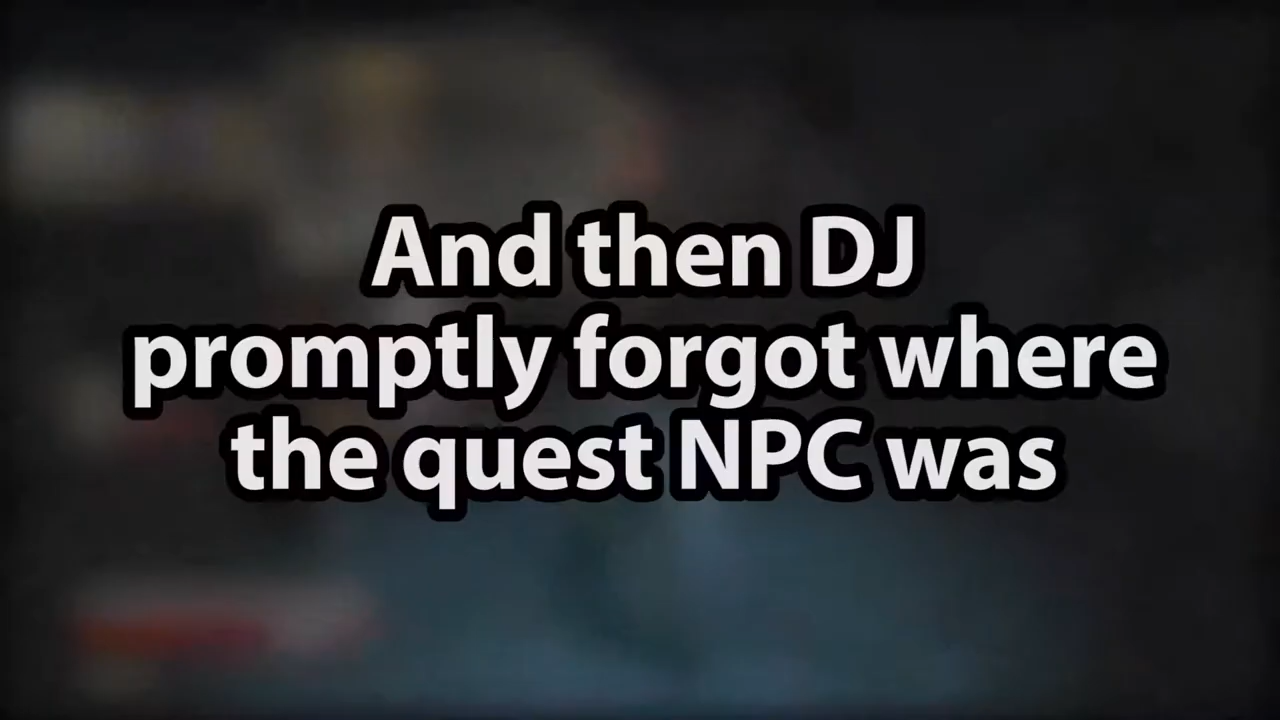 And then DJ
promptly forgot where
the quest NPC was